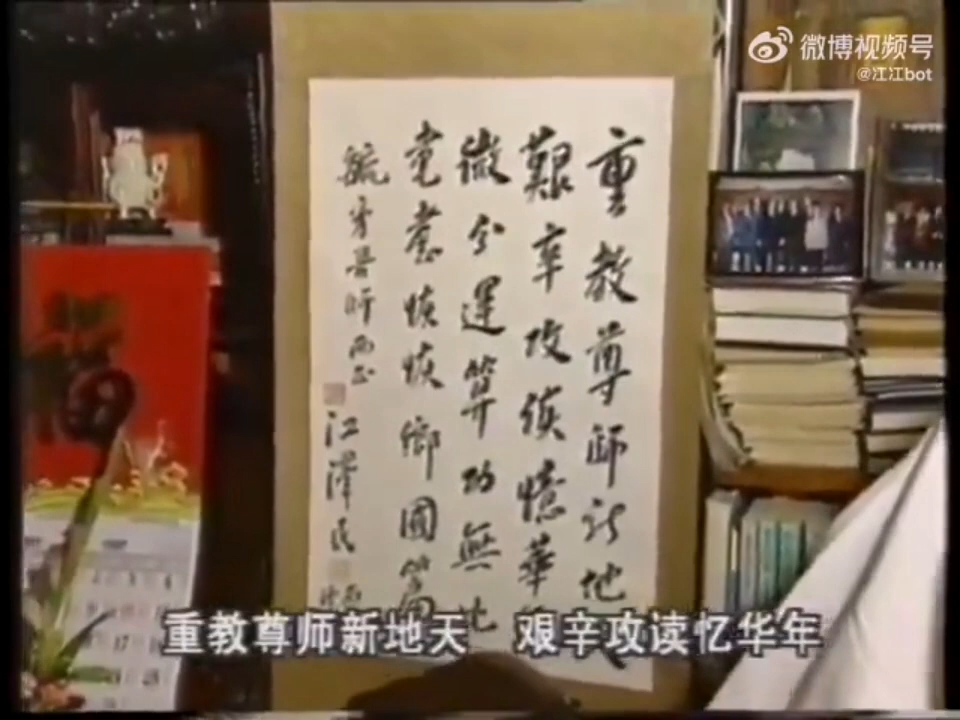 微博视频号
@江江bot
重教尊師新地
艱辛攻讀憶華
微分運算功無比
耄耋恢恢鄉國
毓琇吾師雨正
江澤民
福
重教尊师新地天 艰辛攻读忆华年